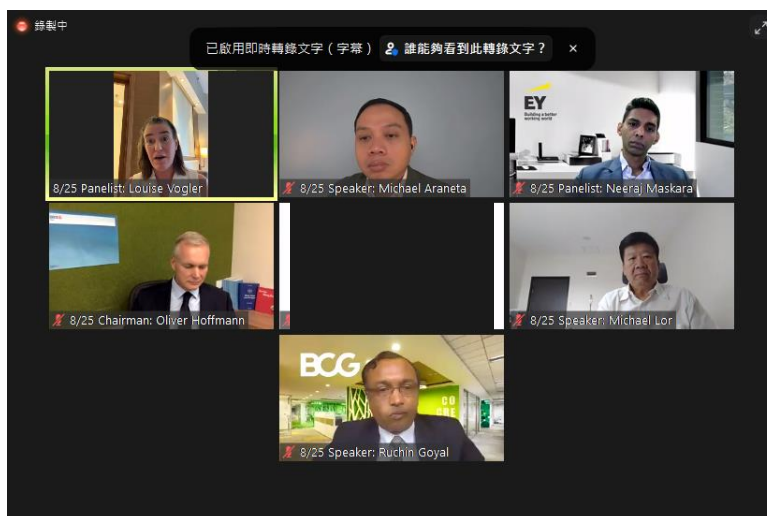 錄製中
已啟用即時轉錄文字（字幕） 誰能夠看到此轉錄文字？ ×
EY
Building a better
working world
8/25 Panelist: Louise Vogler
8/25 Speaker: Michael Araneta
8/25 Panelist: Neeraj Maskara
8/25 Chairman: Oliver Hoffmann
8/25 Speaker: Michael Lor
BCG
CO
CRE
8/25 Speaker: Ruchin Goyal